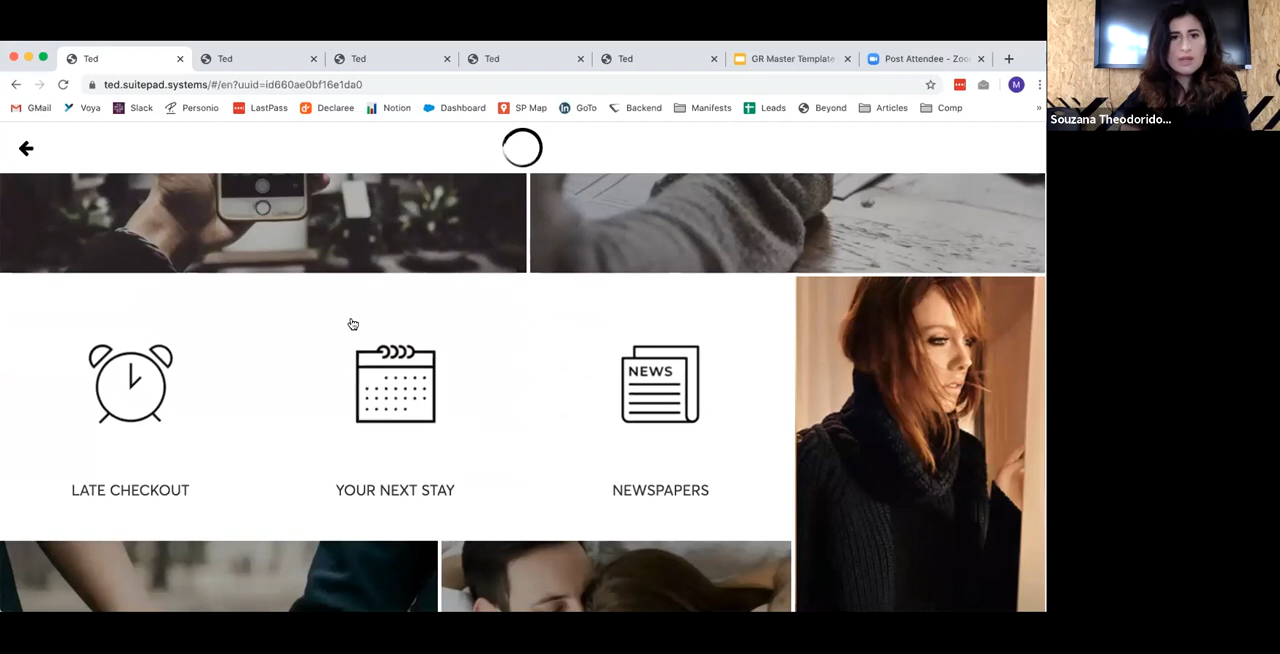 Ted
Ted
Ted
Ted
Ted
GR Master Template
Post Attendee - Zoo
ted.suitepad.systems/#/en?uuid=id660ae0bf16e1da0
M
GMail
Voya
Slack
Personio
LastPass
Declaree
Notion
Dashboard
SP Map
GoTo
Backend
Manifests
Leads
Beyond
Articles
Comp
»
Souzana Theodorido...
NEWS
LATE CHECKOUT
YOUR NEXT STAY
NEWSPAPERS